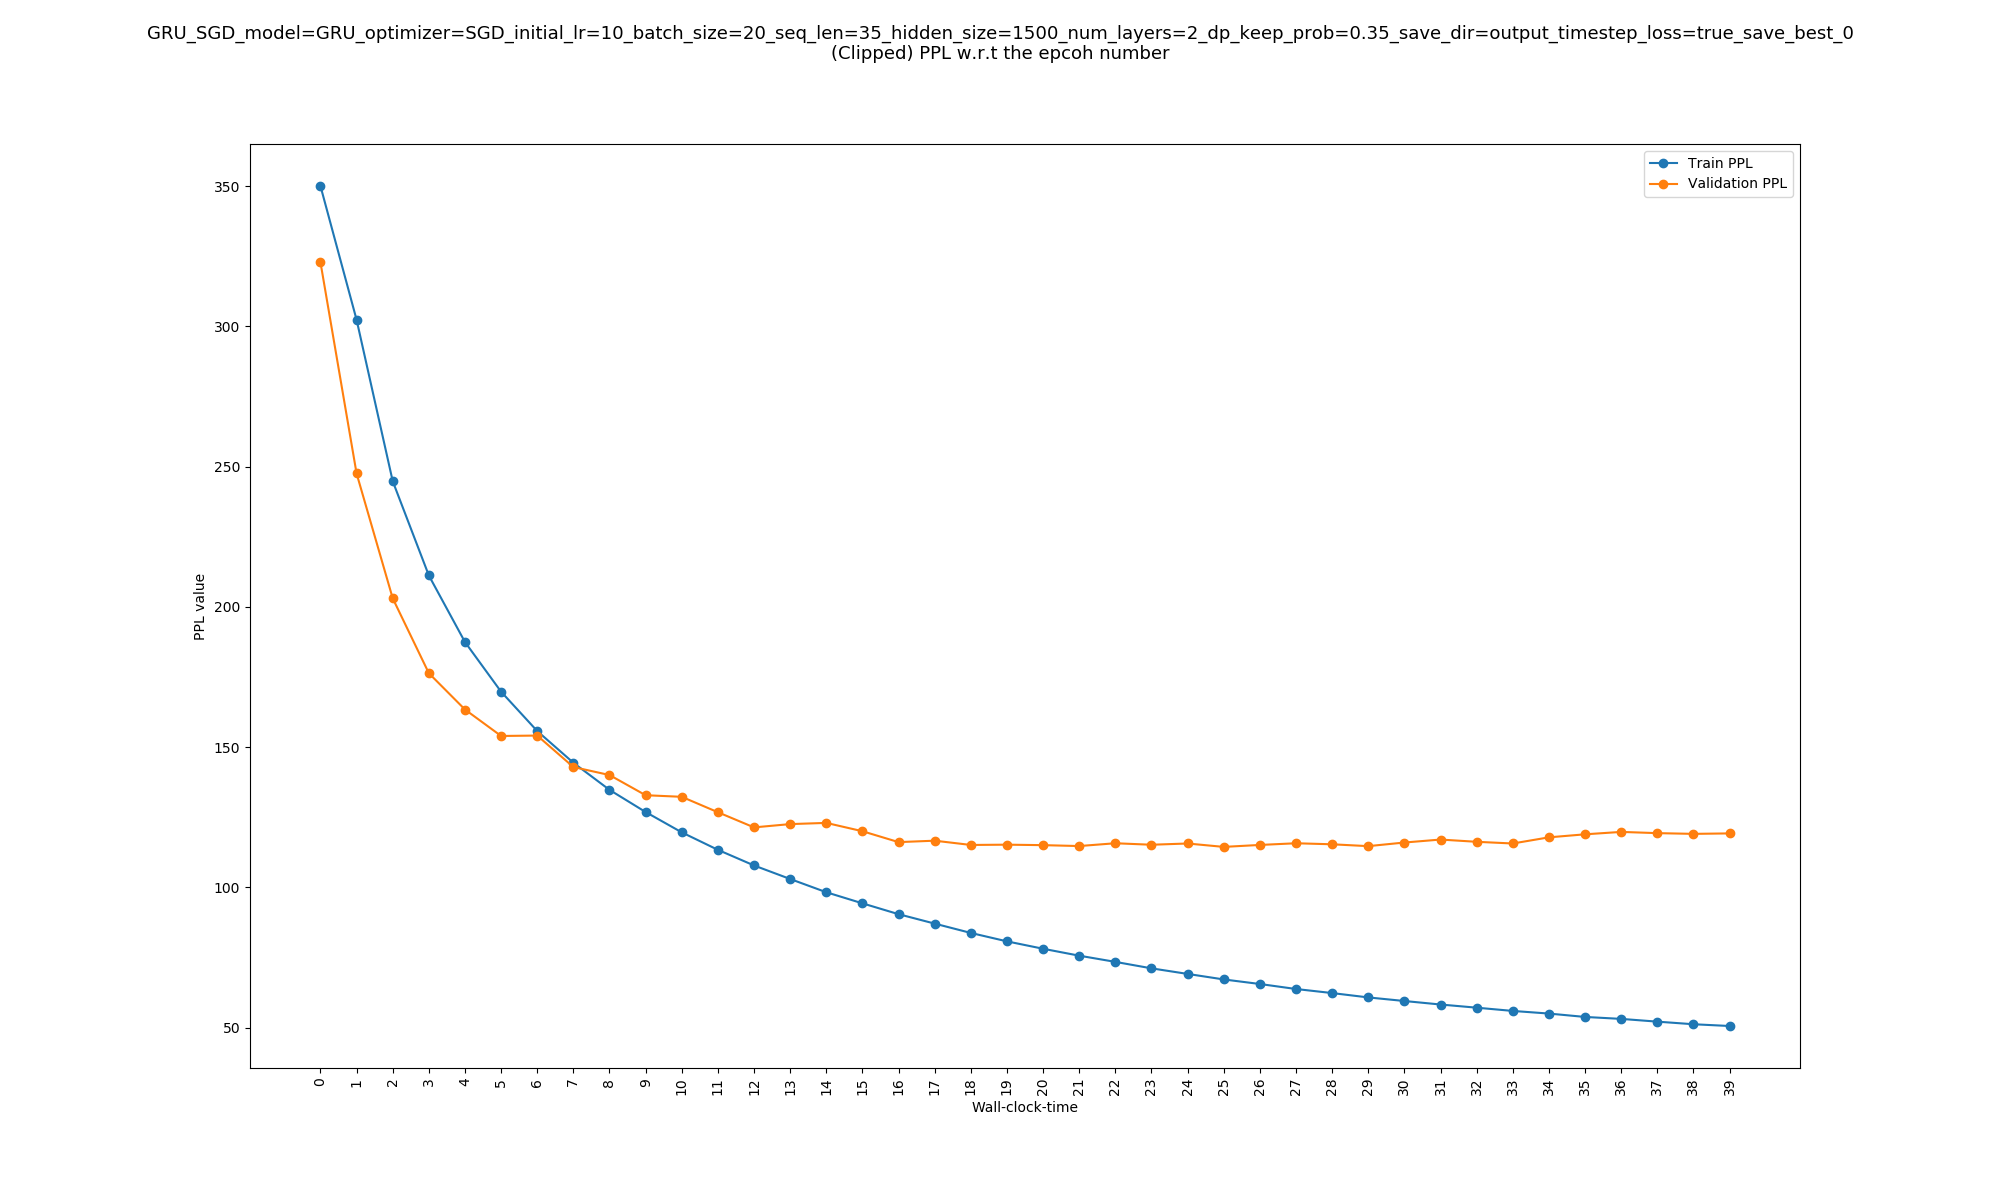 GRU_SGD_model=GRU_optimizer=SGD_initial_lr=10_batch_size=20_seq_len=35_hidden_size=1500_num_layers=2_dp_keep_prob=0.35_save_dir=output_timestep_loss=true_save_best_0
(Clipped) PPL w.r.t the epcoh number
Train PPL
Validation PPL
350
300
250
200
150
100
50
PPL value
0 1 2 3 4 5 6 7 8 9 10 11 12 13 14 15 16 17 18 19 20 21 22 23 24 25 26 27 28 29 30 31 32 33 34 35 36 37 38 39
Wall-clock-time